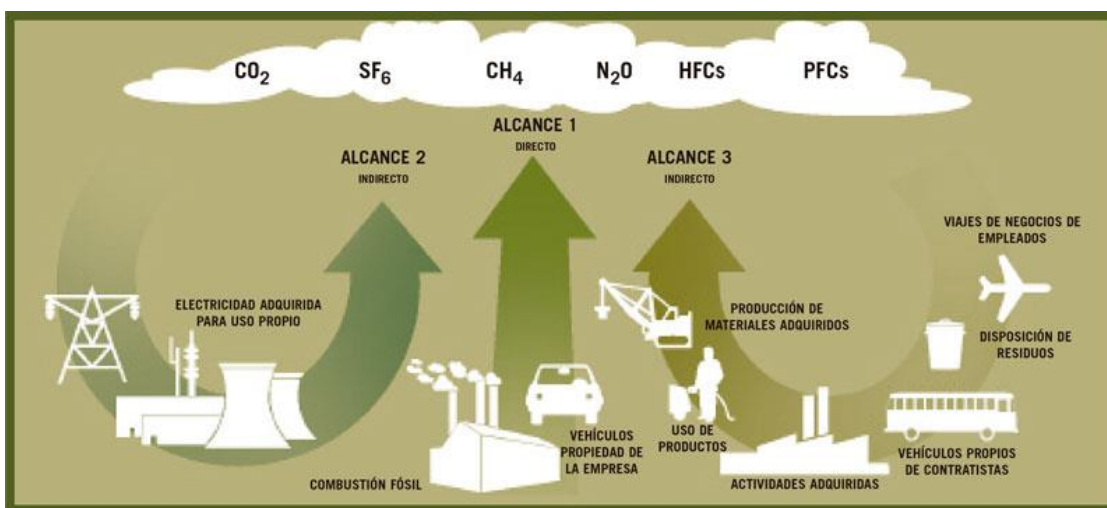 CO2
SF6
CH4
N2O
HFCs
PFCs
ALCANCE 1
DIRECTO
ALCANCE 2
INDIRECTO
ALCANCE 3
INDIRECTO
VIAJES DE NEGOCIOS DE
EMPLEADOS
ELECTRICIDAD ADQUIRIDA
PARA USO PROPIO
PRODUCCIÓN DE
MATERIALES ADQUIRIDOS
DISPOSICIÓN DE
RESIDUOS
VEHÍCULOS
PROPIEDAD DE
LA EMPRESA
USO DE
PRODUCTOS
VEHÍCULOS PROPIOS
DE CONTRATISTAS
COMBUSTIÓN FÓSIL
ACTIVIDADES ADQUIRIDAS